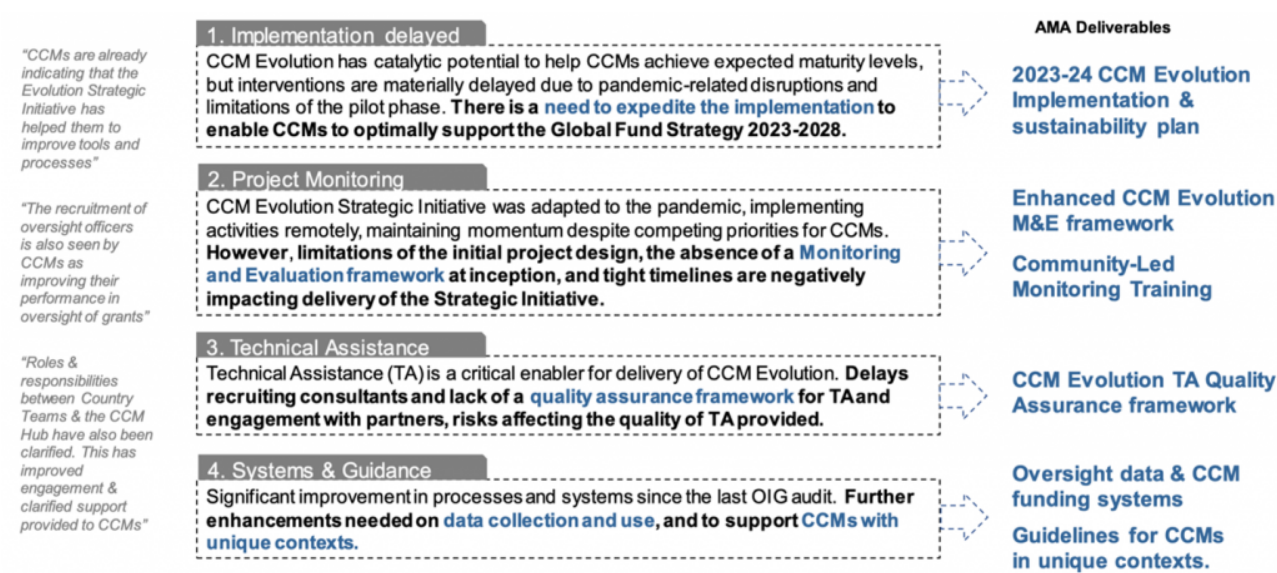 AMA Deliverables
"CCMs are already
indicating that the
Evolution Strategic
Initiative has
helped them to
improve tools and
processes"
"The recruitment of
oversight officers
is also seen by
CCMs as
improving their
performance in
oversight of grants"
"Roles &
responsibilities
between Country
Teams & the CCM
Hub have also been
clarified. This has
improved
engagement &
clarified support
provided to CCMs"
1. Implementation delayed
CCM Evolution has catalytic potential to help CCMs achieve expected maturity levels,
but interventions are materially delayed due to pandemic-related disruptions and
limitations of the pilot phase. There is a need to expedite the implementation to
enable CCMs to optimally support the Global Fund Strategy 2023-2028.
2023-24 CCM Evolution
Implementation &
sustainability plan
2. Project Monitoring
CCM Evolution Strategic Initiative was adapted to the pandemic, implementing
activities remotely, maintaining momentum despite competing priorities for CCMs.
However, limitations of the initial project design, the absence of a Monitoring
and Evaluation framework at inception, and tight timelines are negatively
impacting delivery of the Strategic Initiative.
Enhanced CCM Evolution
M&E framework
Community-Led
Monitoring Training
3. Technical Assistance
Technical Assistance (TA) is a critical enabler for delivery of CCM Evolution. Delays
recruiting consultants and lack of a quality assurance framework for TA and
engagement with partners, risks affecting the quality of TA provided.
CCM Evolution TA Quality
Assurance framework
4. Systems & Guidance
Significant improvement in processes and systems since the last OIG audit. Further
enhancements needed on data collection and use, and to support CCMs with
unique contexts.
Oversight data & CCM
funding systems
Guidelines for CCMs
in unique contexts.